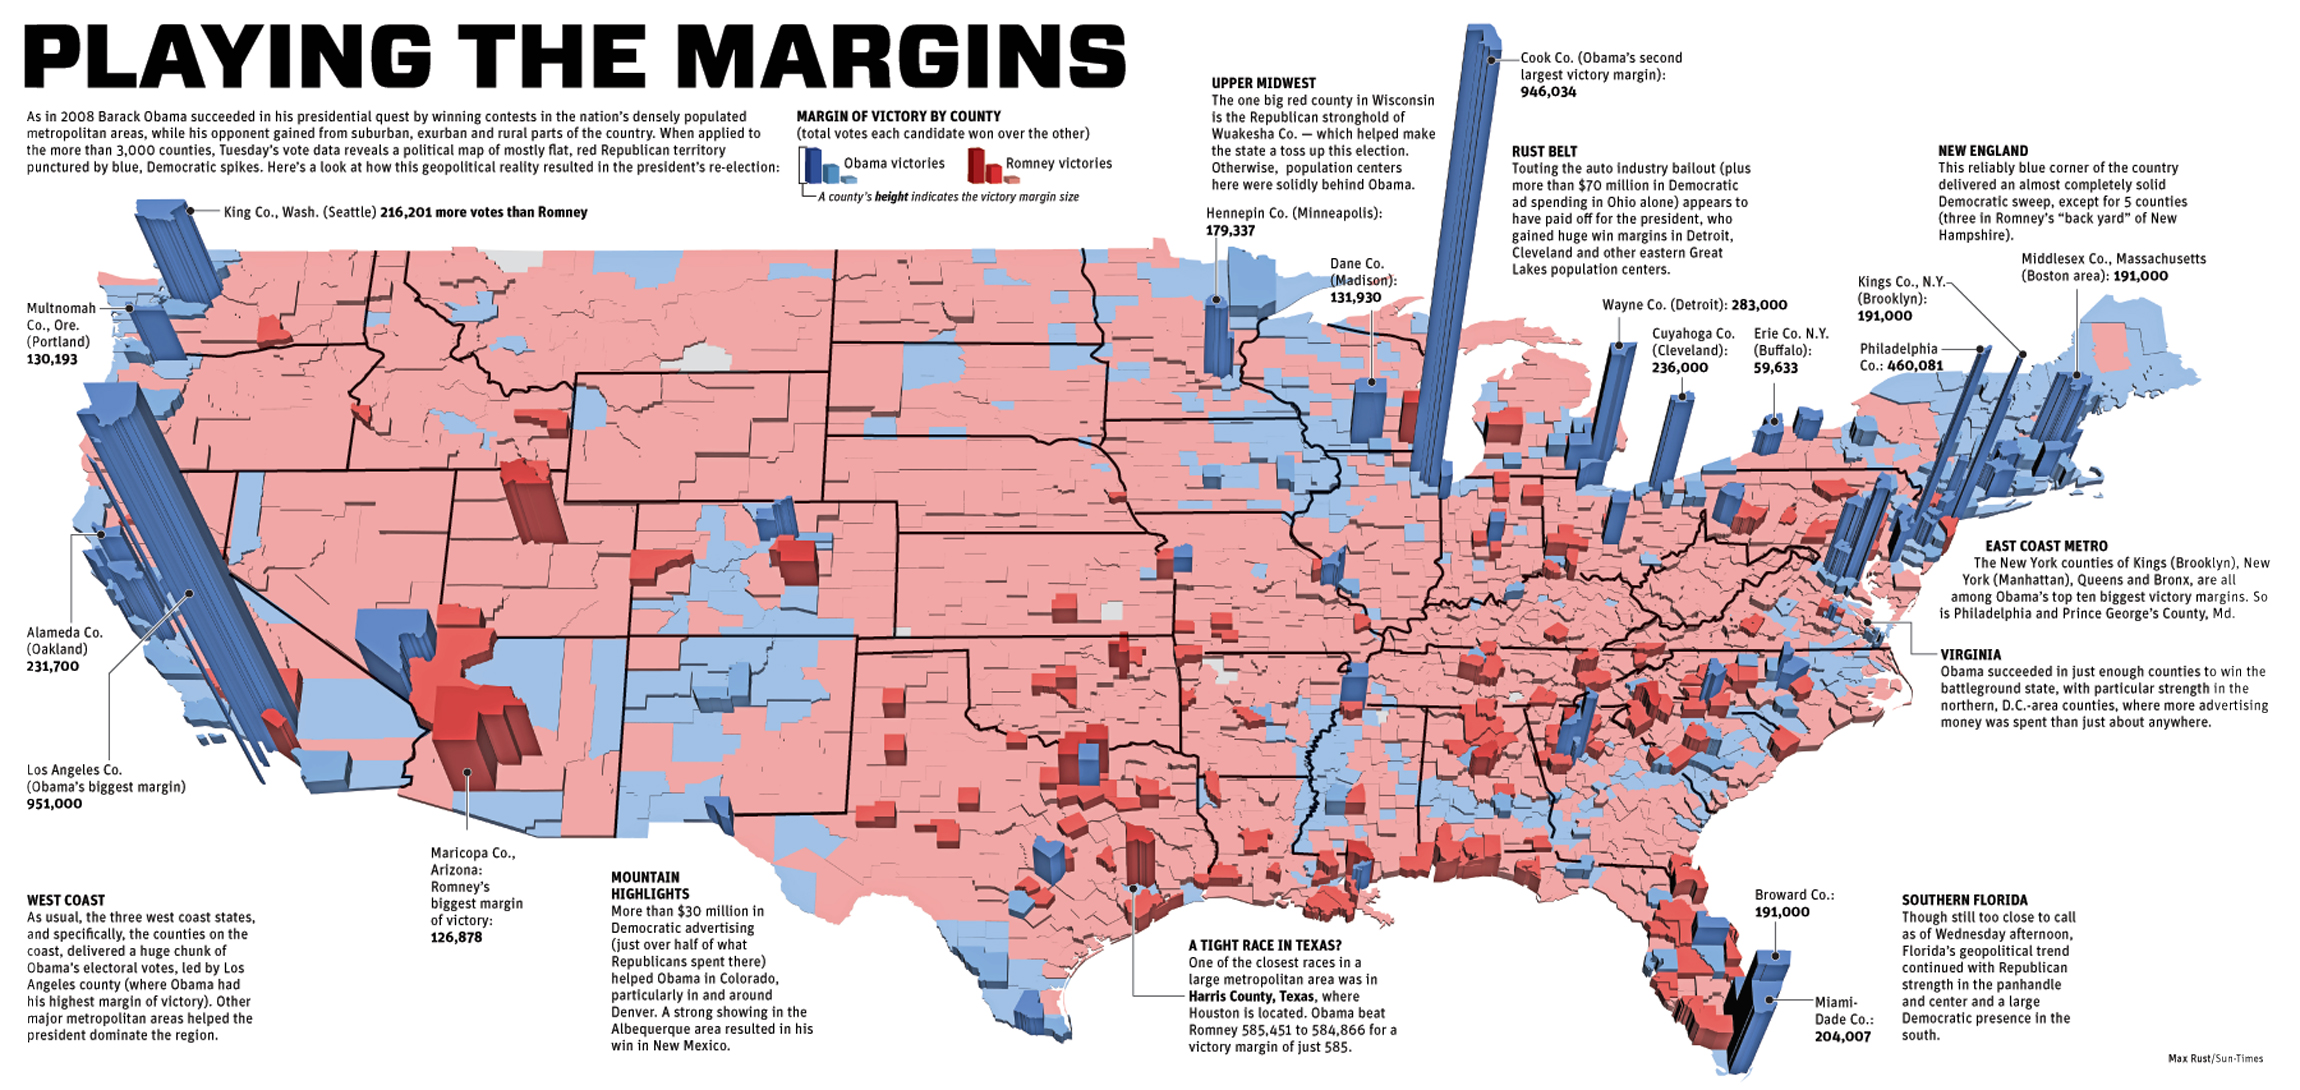 PLAYING THE MARGINS
As in 2008 Barack Obama succeeded in his presidential quest by winning contests in the nation's densely populated
metropolitan areas, while his opponent gained from suburban, exurban and rural parts of the country. When applied to
the more than 3,000 counties, Tuesday's vote data reveals a political map of mostly flat, red Republican territory
punctured by blue, Democratic spikes. Here's a look at how this geopolitical reality resulted in the president's re-election:
MARGIN OF VICTORY BY COUNTY
(total votes each candidate won over the other)
Obama victories
Romney victories
A county's height indicates the victory margin size
King Co., Wash. (Seattle) 216,201 more votes than Romney
Multnomah
Co., Ore.
(Portland)
130,193
Alameda Co.
(Oakland)
231,700
Los Angeles Co.
(Obama's biggest margin)
951,000
WEST COAST
As usual, the three west coast states,
and specifically, the counties on the
coast, delivered a huge chunk of
Obama's electoral votes, led by Los
Angeles county (where Obama had
his highest margin of victory). Other
major metropolitan areas helped the
president dominate the region.
Maricopa Co.,
Arizona:
Romney's
biggest margin
of victory:
126,878
MOUNTAIN
HIGHLIGHTS
More than $30 million in
Democratic advertising
(just over half of what
Republicans spent there)
helped Obama in Colorado,
particularly in and around
Denver. A strong showing in the
Albequerque area resulted in his
win in New Mexico.
UPPER MIDWEST
The one big red county in Wisconsin
is the Republican stronghold of
Wuakesha Co. — which helped make
the state a toss up this election.
Otherwise, population centers
here were solidly behind Obama.
Hennepin Co. (Minneapolis):
179,337
Dane Co.
(Madison):
131,930
Cook Co. (Obama's second
largest victory margin):
946,034
RUST BELT
Touting the auto industry bailout (plus
more than $70 million in Democratic
ad spending in Ohio alone) appears to
have paid off for the president, who
gained huge win margins in Detroit,
Cleveland and other eastern Great
Lakes population centers.
Wayne Co. (Detroit): 283,000
Cuyahoga Co.
(Cleveland):
236,000
Erie Co. N.Y.
(Buffalo):
59,633
NEW ENGLAND
This reliably blue corner of the country
delivered an almost completely solid
Democratic sweep, except for 5 counties
(three in Romney's "back yard" of New
Hampshire).
Middlesex Co., Massachusetts
(Boston area): 191,000
Kings Co., N.Y.
(Brooklyn):
191,000
Philadelphia
Co.: 460,081
EAST COAST METRO
The New York counties of Kings (Brooklyn), New
York (Manhattan), Queens and Bronx, are all
among Obama's top ten biggest victory margins. So
is Philadelphia and Prince George's County, Md.
VIRGINIA
Obama succeeded in just enough counties to win the
battleground state, with particular strength in the
northern, D.C.-area counties, where more advertising
money was spent than just about anywhere.
A TIGHT RACE IN TEXAS?
One of the closest races in a
large metropolitan area was in
Harris County, Texas, where
Houston is located. Obama beat
Romney 585,451 to 584,866 for a
victory margin of just 585.
Broward Co.:
191,000
Miami-
Dade Co.:
204,007
SOUTHERN FLORIDA
Though still too close to call
as of Wednesday afternoon,
Florida's geopolitical trend
continued with Republican
strength in the panhandle
and center and a large
Democratic presence in the
south.
Max Rust/Sun-Times